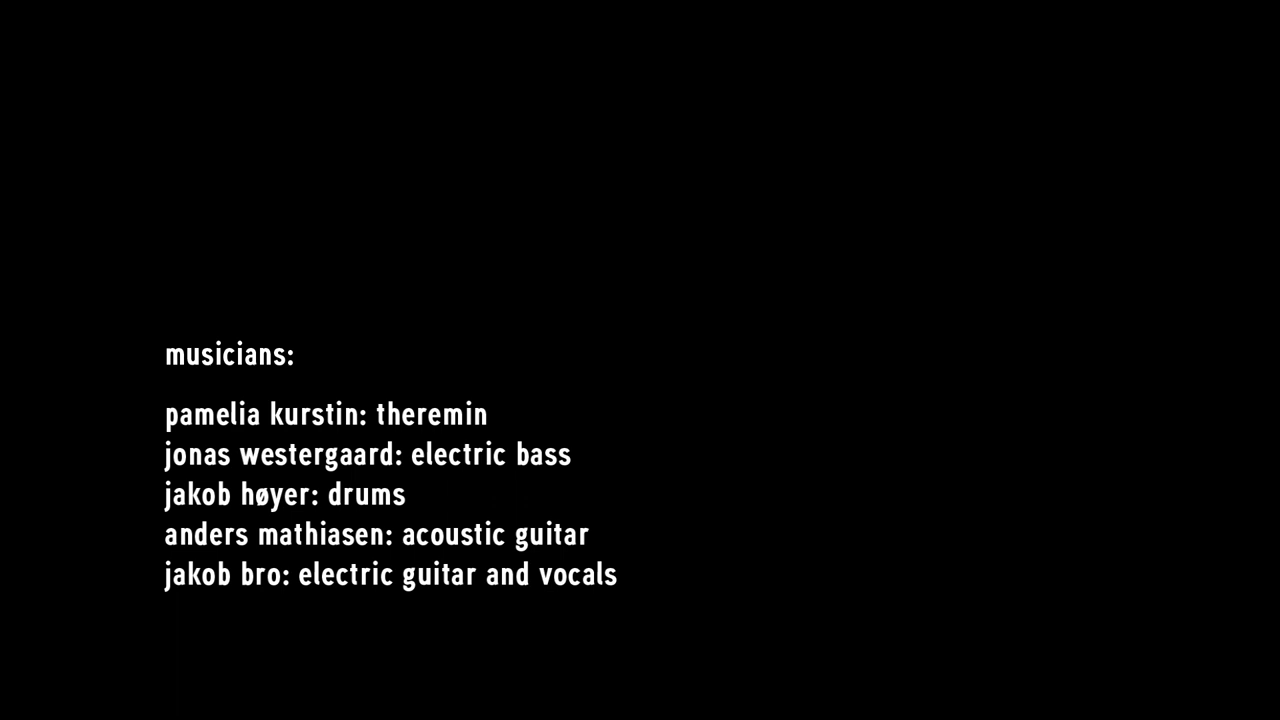 musicians:
pamelia kurstin: theremin
jonas westergaard: electric bass
jakob høyer: drums
anders mathiasen: acoustic guitar
jakob bro: electric guitar and vocals